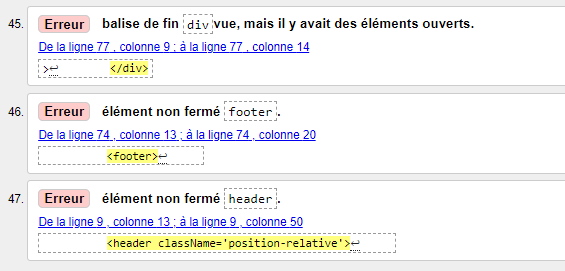 45. Erreur balise de fin div vue, mais il y avait des éléments ouverts.
De la ligne 77 , colonne 9 ; à la ligne 77 , colonne 14
>↩ </div>
46. Erreur élément non fermé footer .
De la ligne 74 , colonne 13 ; à la ligne 74 , colonne 20
<footer>↩
47. Erreur élément non fermé header .
De la ligne 9 , colonne 13 ; à la ligne 9 , colonne 50
<header className='position-relative'>↩